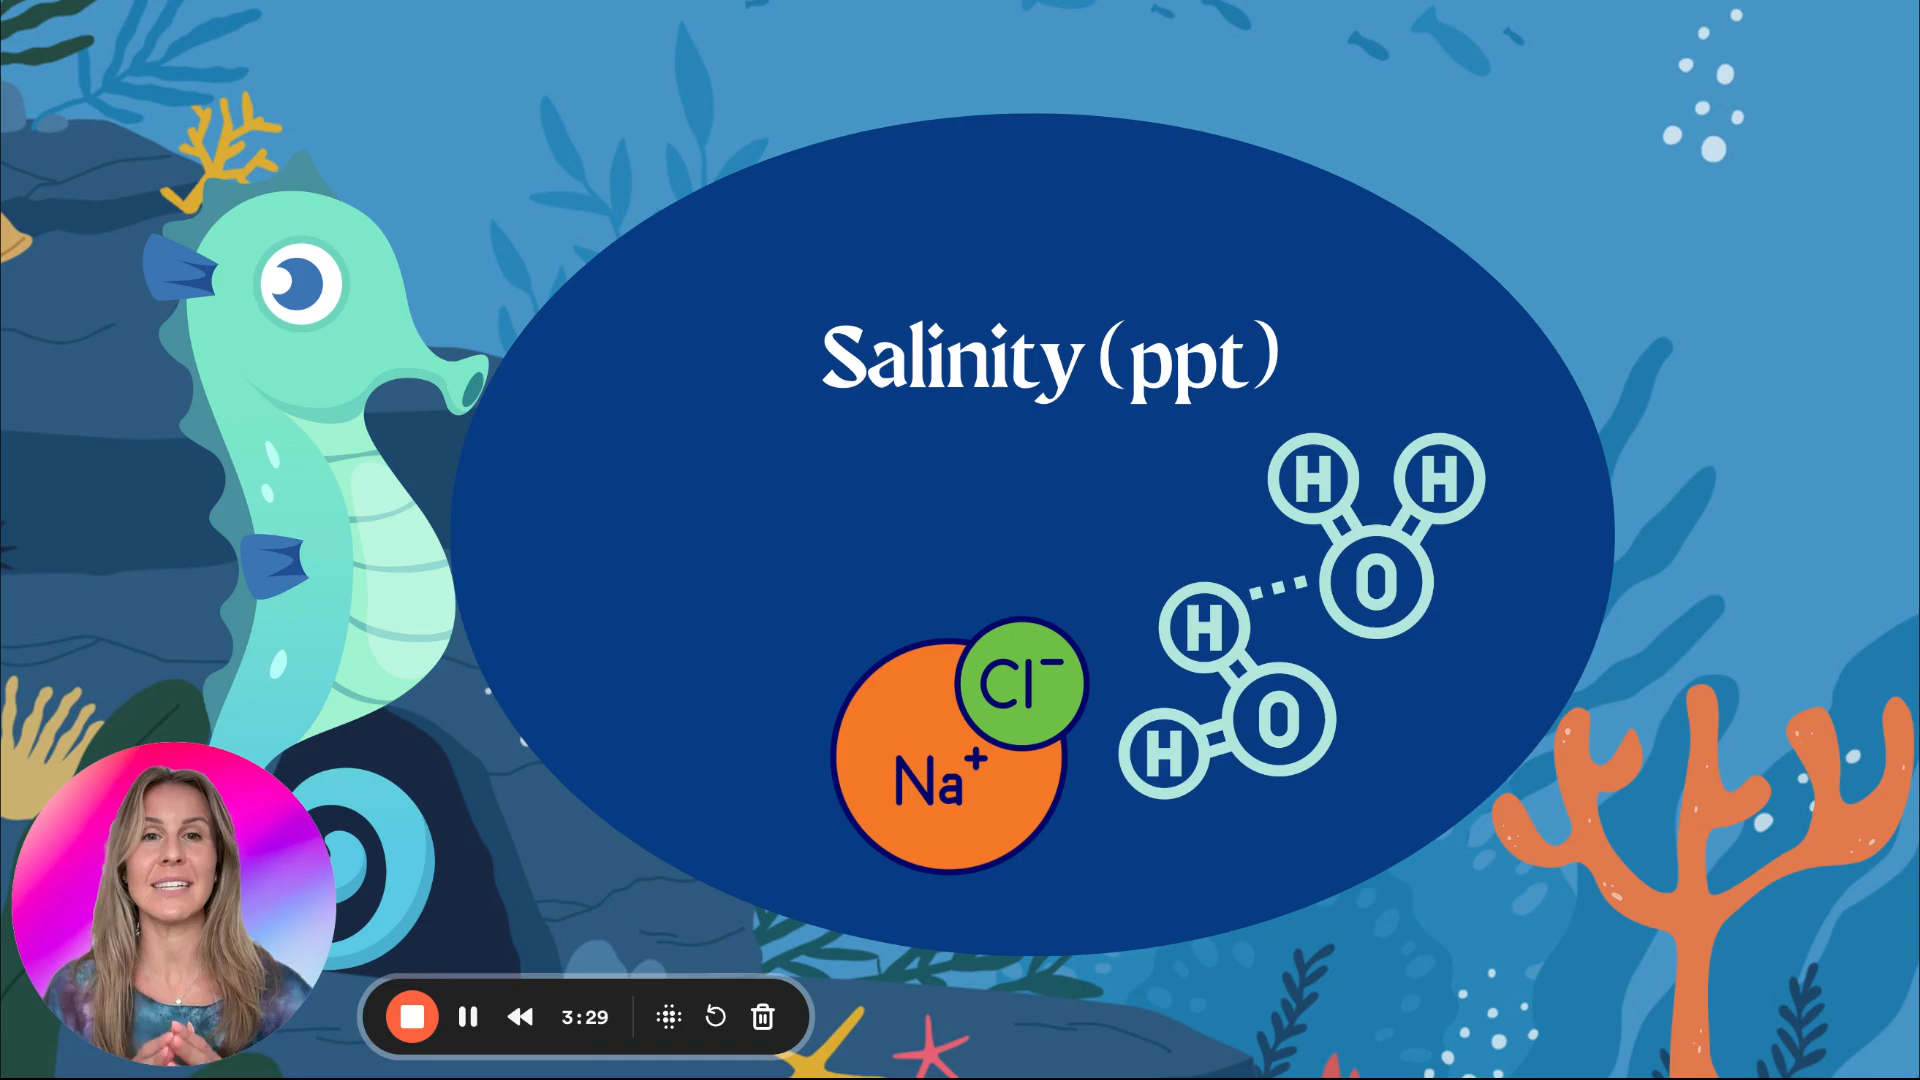 Salinity (ppt)
H H
O
H
O
H
Cl⁻
Na⁺
3:29